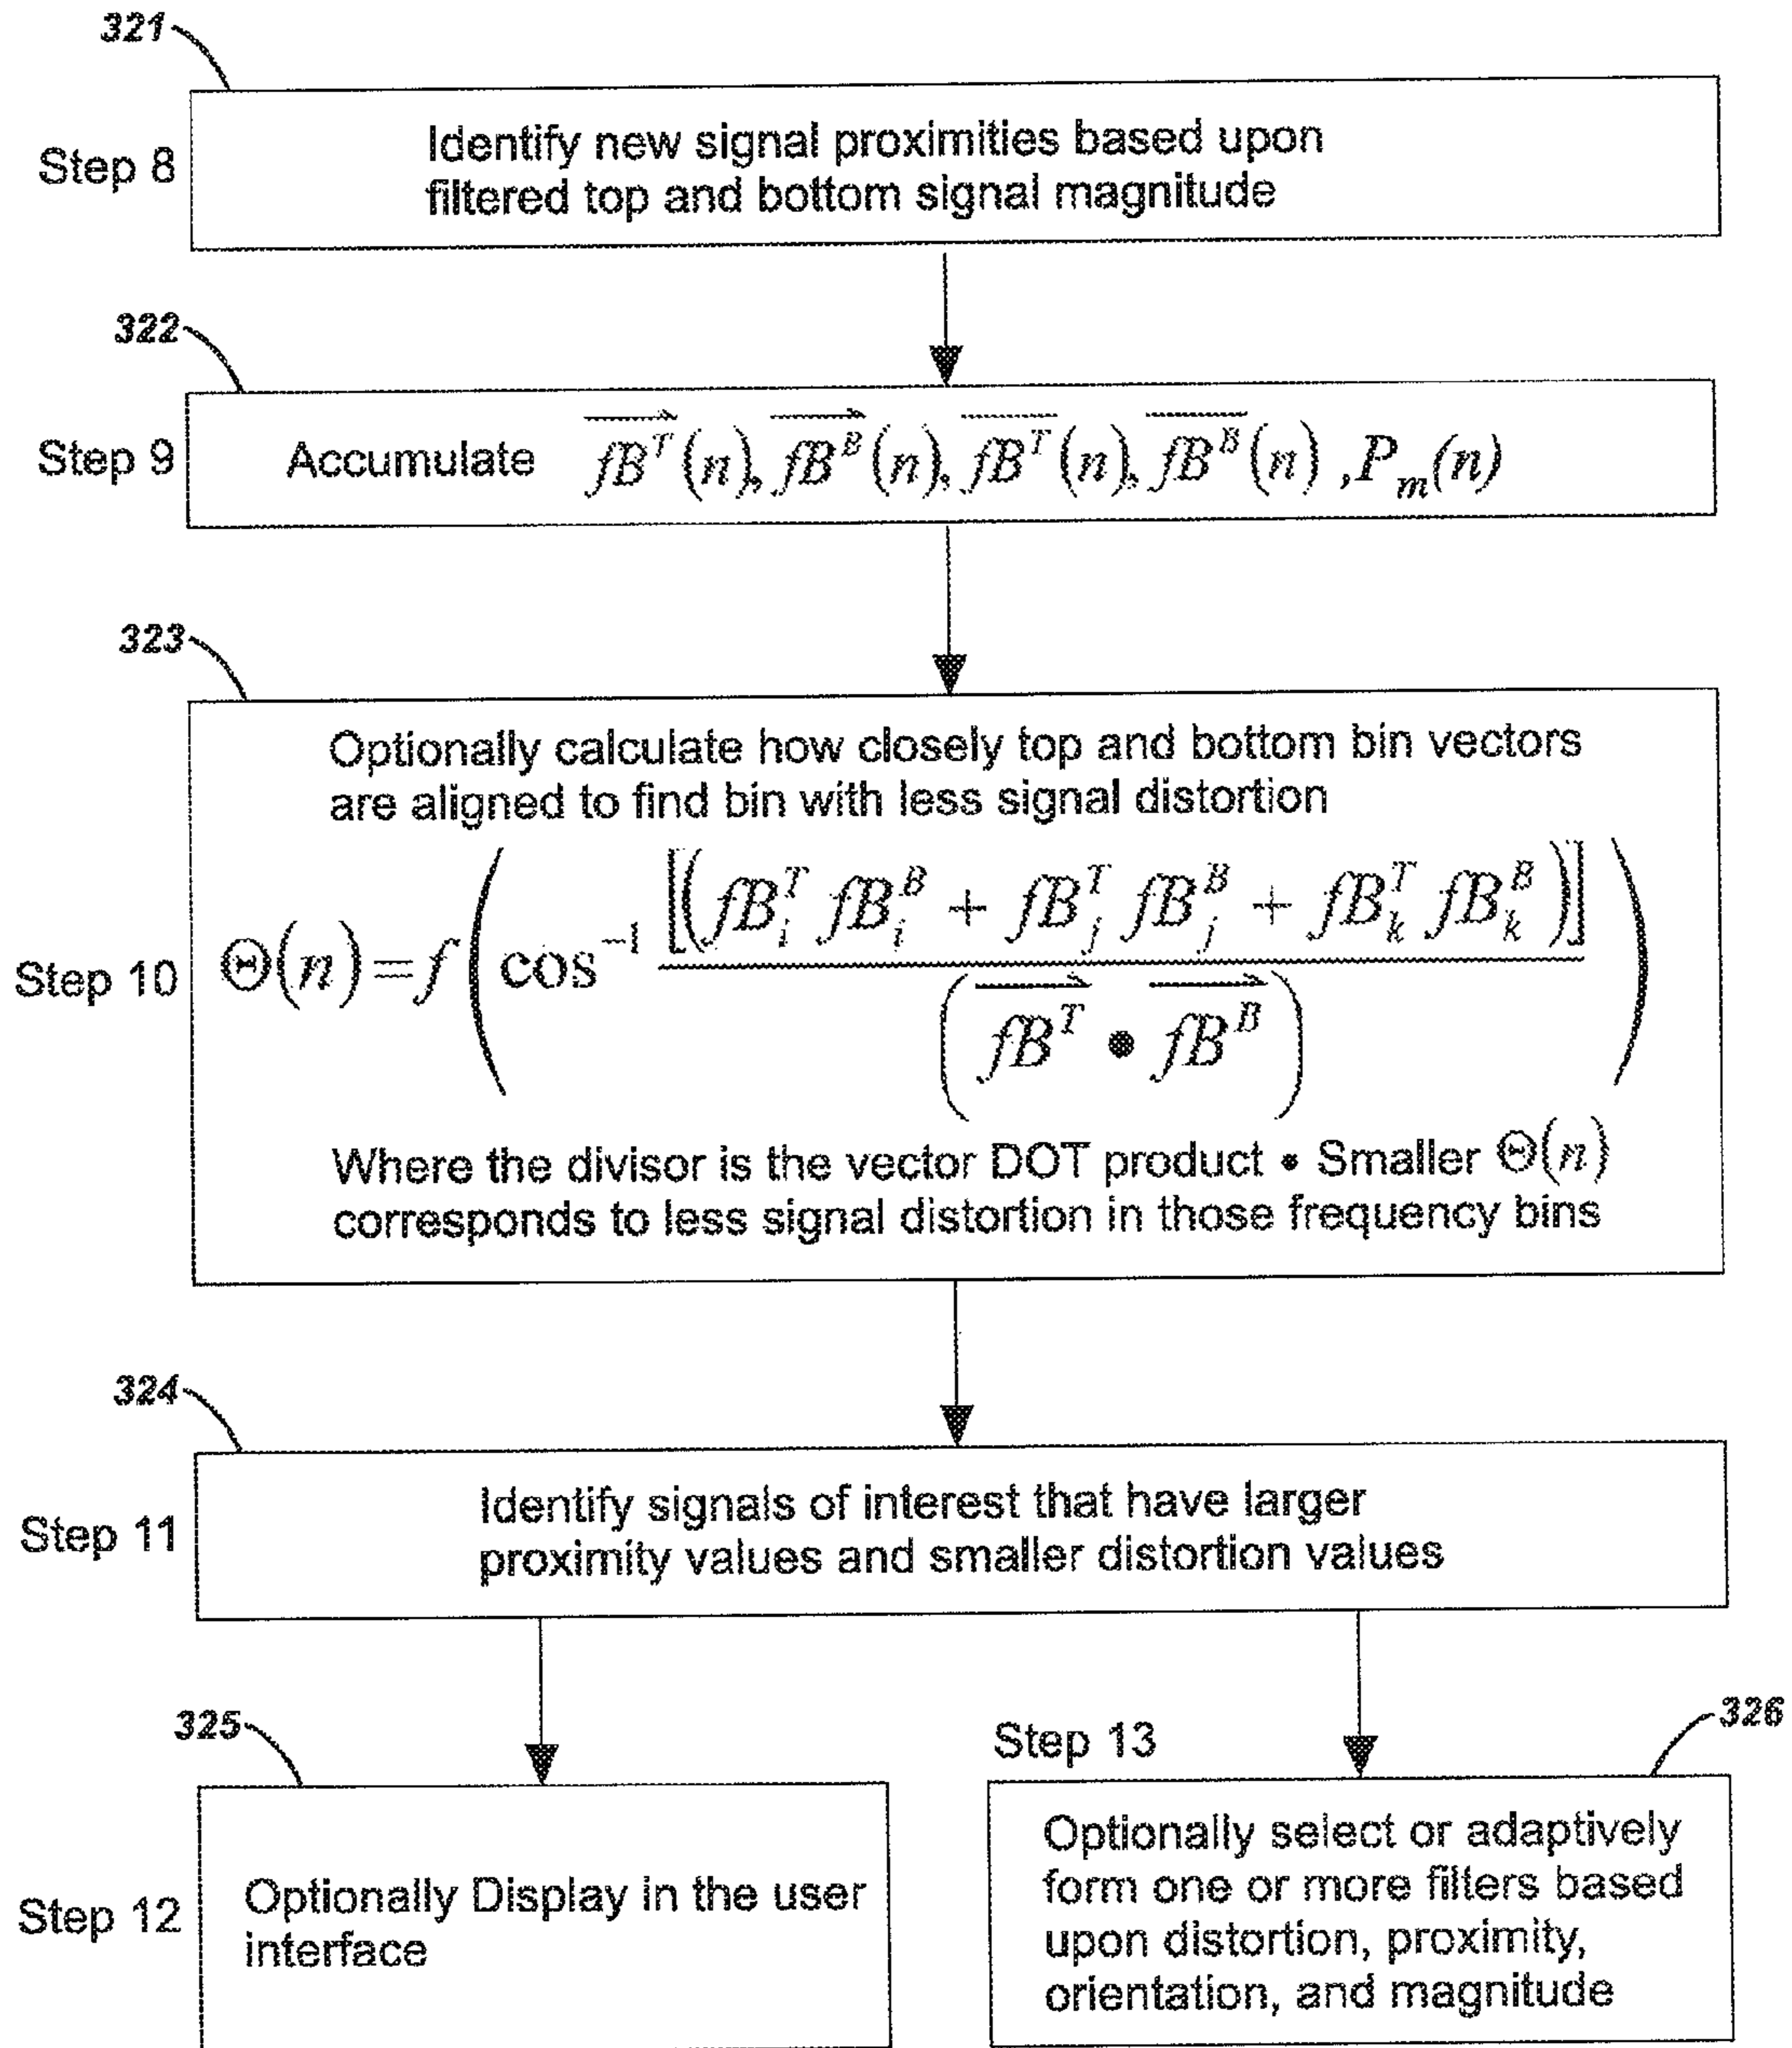 321
Step 8
Identify new signal proximities based upon
filtered top and bottom signal magnitude
322
Step 9
Accumulate fB^T(n), fB^B(n), fB^T(n), fB^B(n), P_m(n)
323
Step 10
Optionally calculate how closely top and bottom bin vectors
are aligned to find bin with less signal distortion
Θ(n) = f( cos^-1 [(fB_i^T fB_i^B + fB_j^T fB_j^B + fB_k^T fB_k^B)] / (fB^T • fB^B) )
Where the divisor is the vector DOT product • Smaller Θ(n)
corresponds to less signal distortion in those frequency bins
324
Step 11
Identify signals of interest that have larger
proximity values and smaller distortion values
325
Step 12
Optionally Display in the user
interface
Step 13
326
Optionally select or adaptively
form one or more filters based
upon distortion, proximity,
orientation, and magnitude